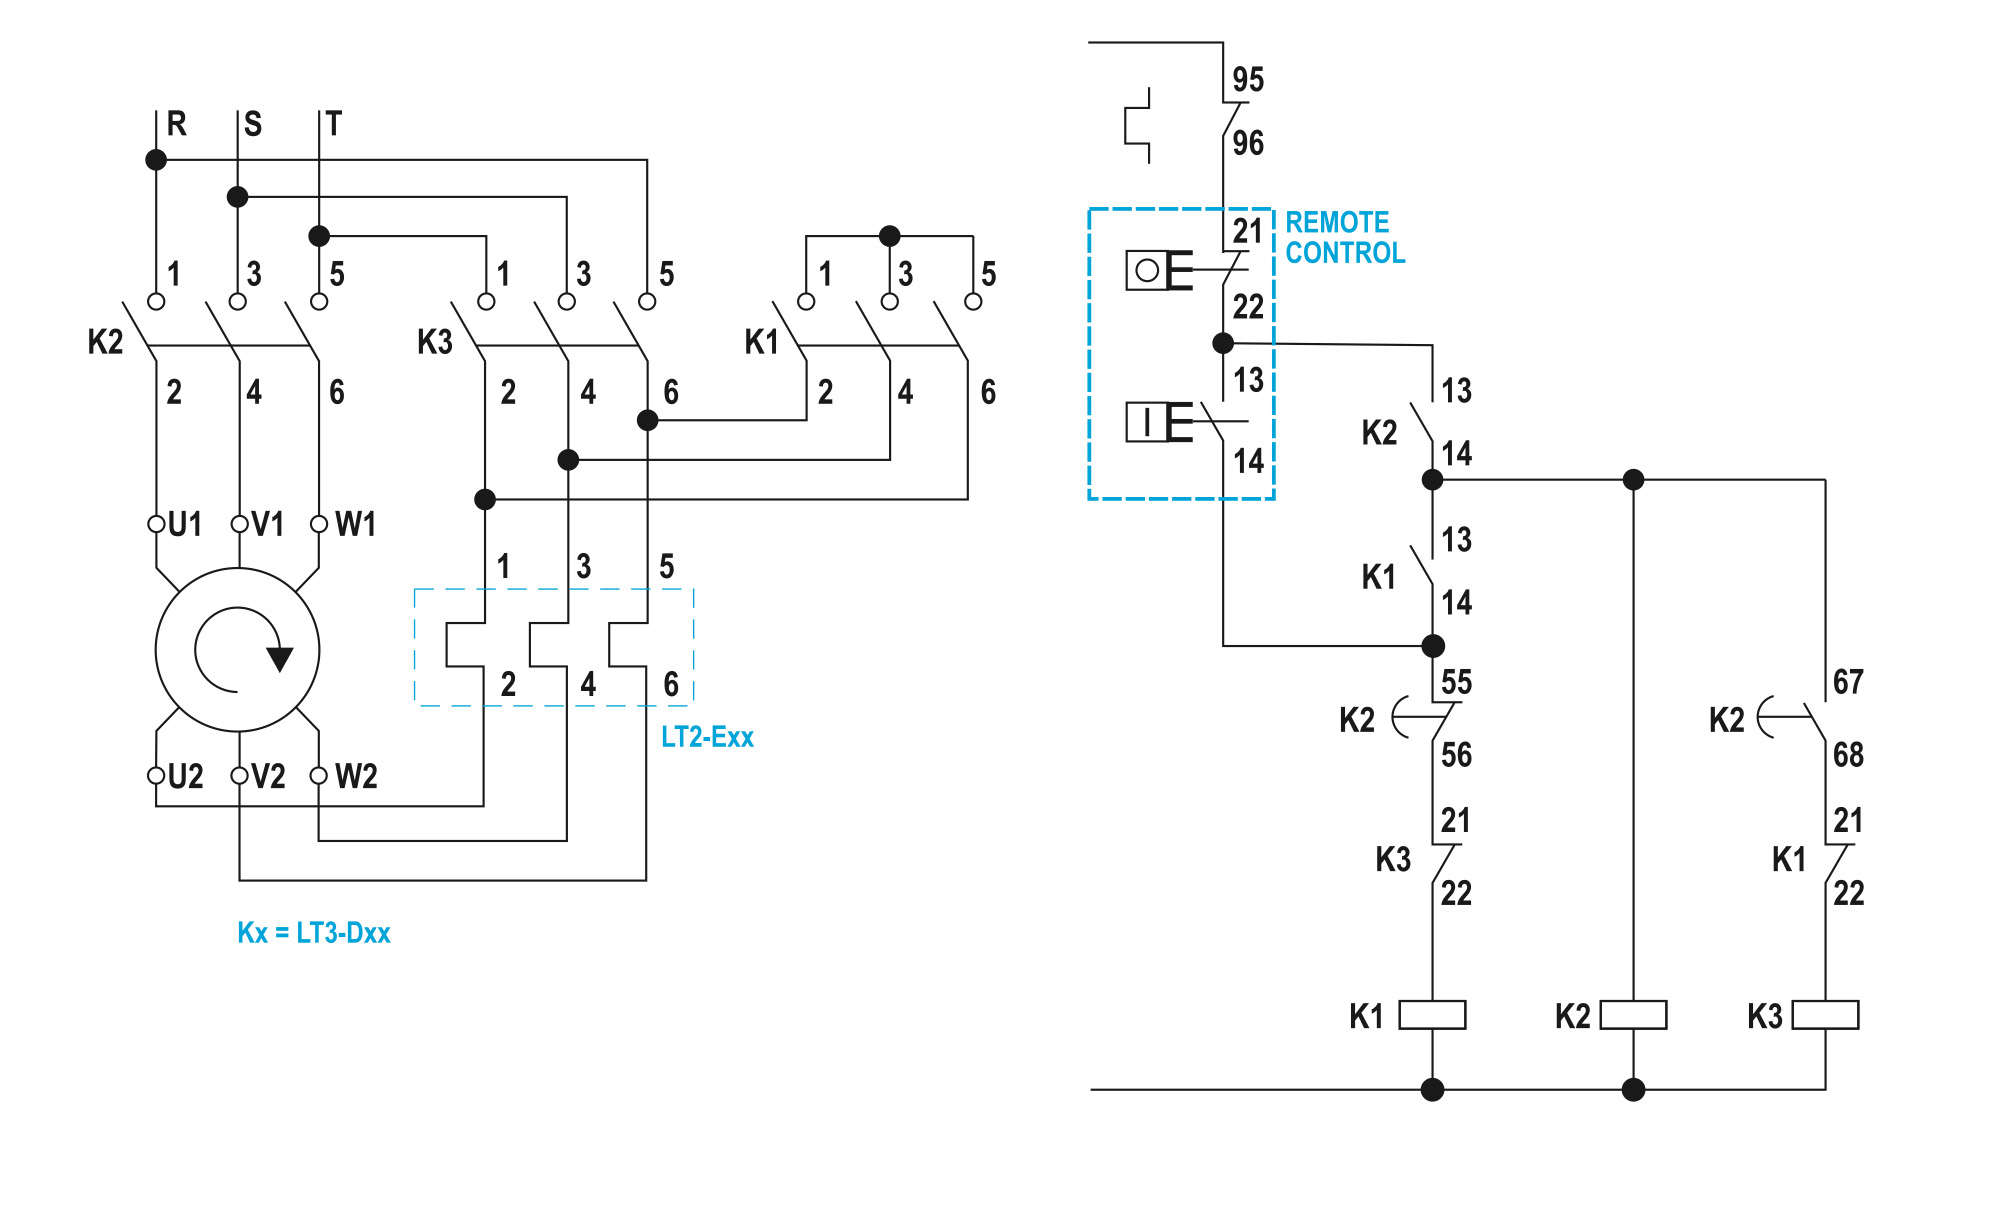 R S T
1 3 5 1 3 5 1 3 5
K2 K3 K1
2 4 6 2 4 6 2 4 6
U1 V1 W1
1 3 5
2 4 6
LT2-Exx
U2 V2 W2
Kx = LT3-Dxx
95
96
REMOTE
CONTROL
21
22
13
14
13
K2
14
13
K1
14
55
K2
56
21
K3
22
67
K2
68
21
K1
22
K1 K2 K3